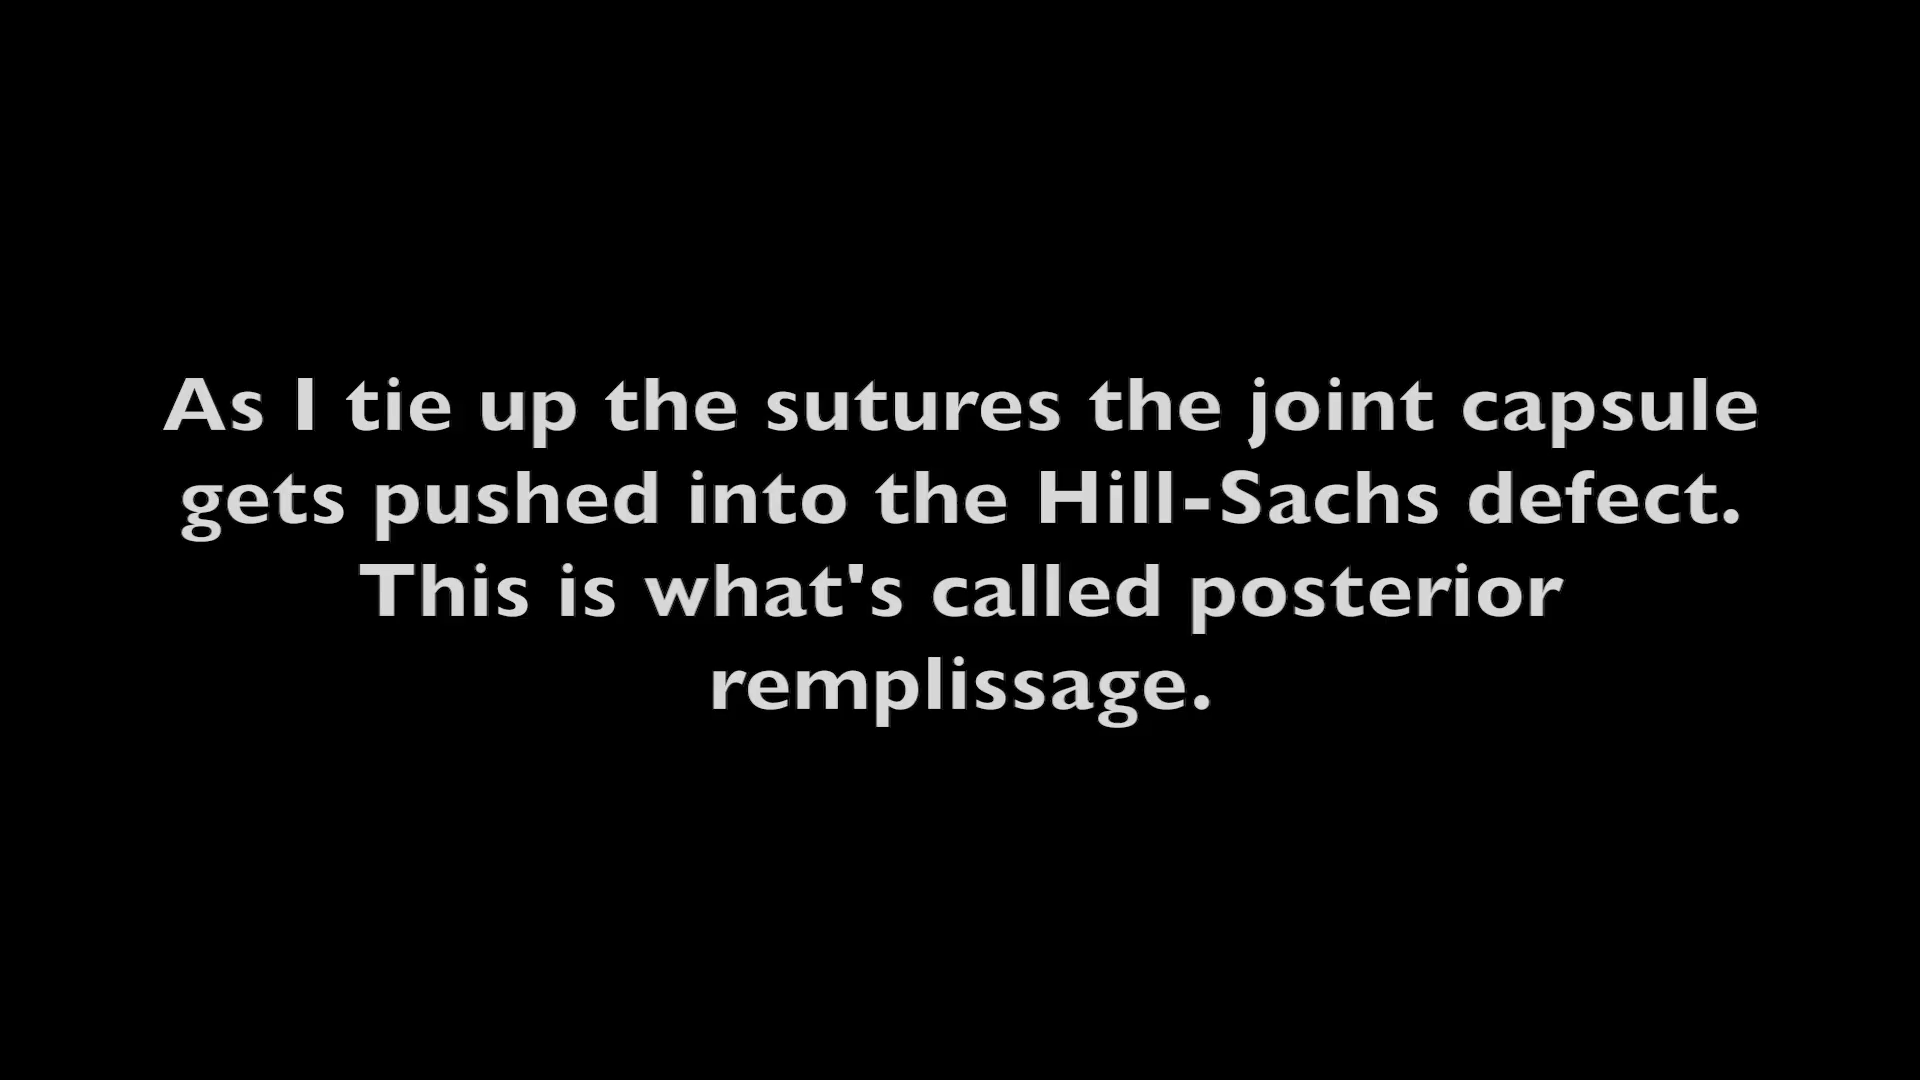 As I tie up the sutures the joint capsule
gets pushed into the Hill-Sachs defect.
This is what's called posterior
remplissage.